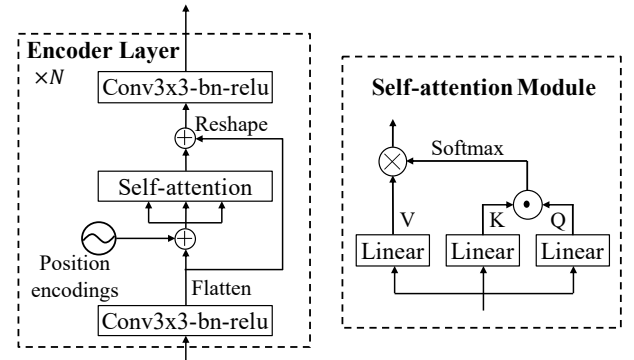 Encoder Layer
×N
Conv3x3-bn-relu
Reshape
Self-attention
Position
encodings
Flatten
Conv3x3-bn-relu
Self-attention Module
Softmax
V
K
Q
Linear
Linear
Linear